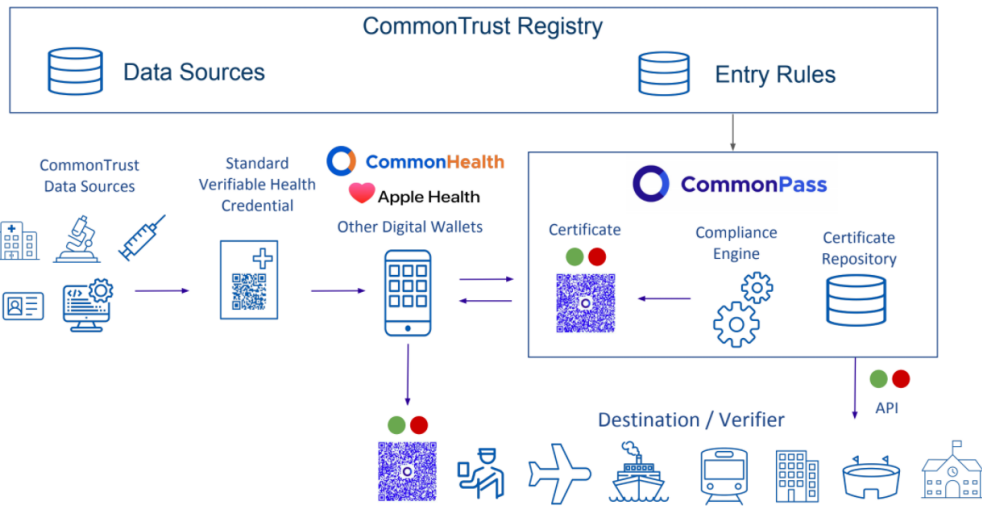 CommonTrust Registry
Data Sources
Entry Rules
CommonTrust
Data Sources
Standard
Verifiable Health
Credential
CommonHealth
Apple Health
Other Digital Wallets
CommonPass
Certificate
Compliance
Engine
Certificate
Repository
API
Destination / Verifier